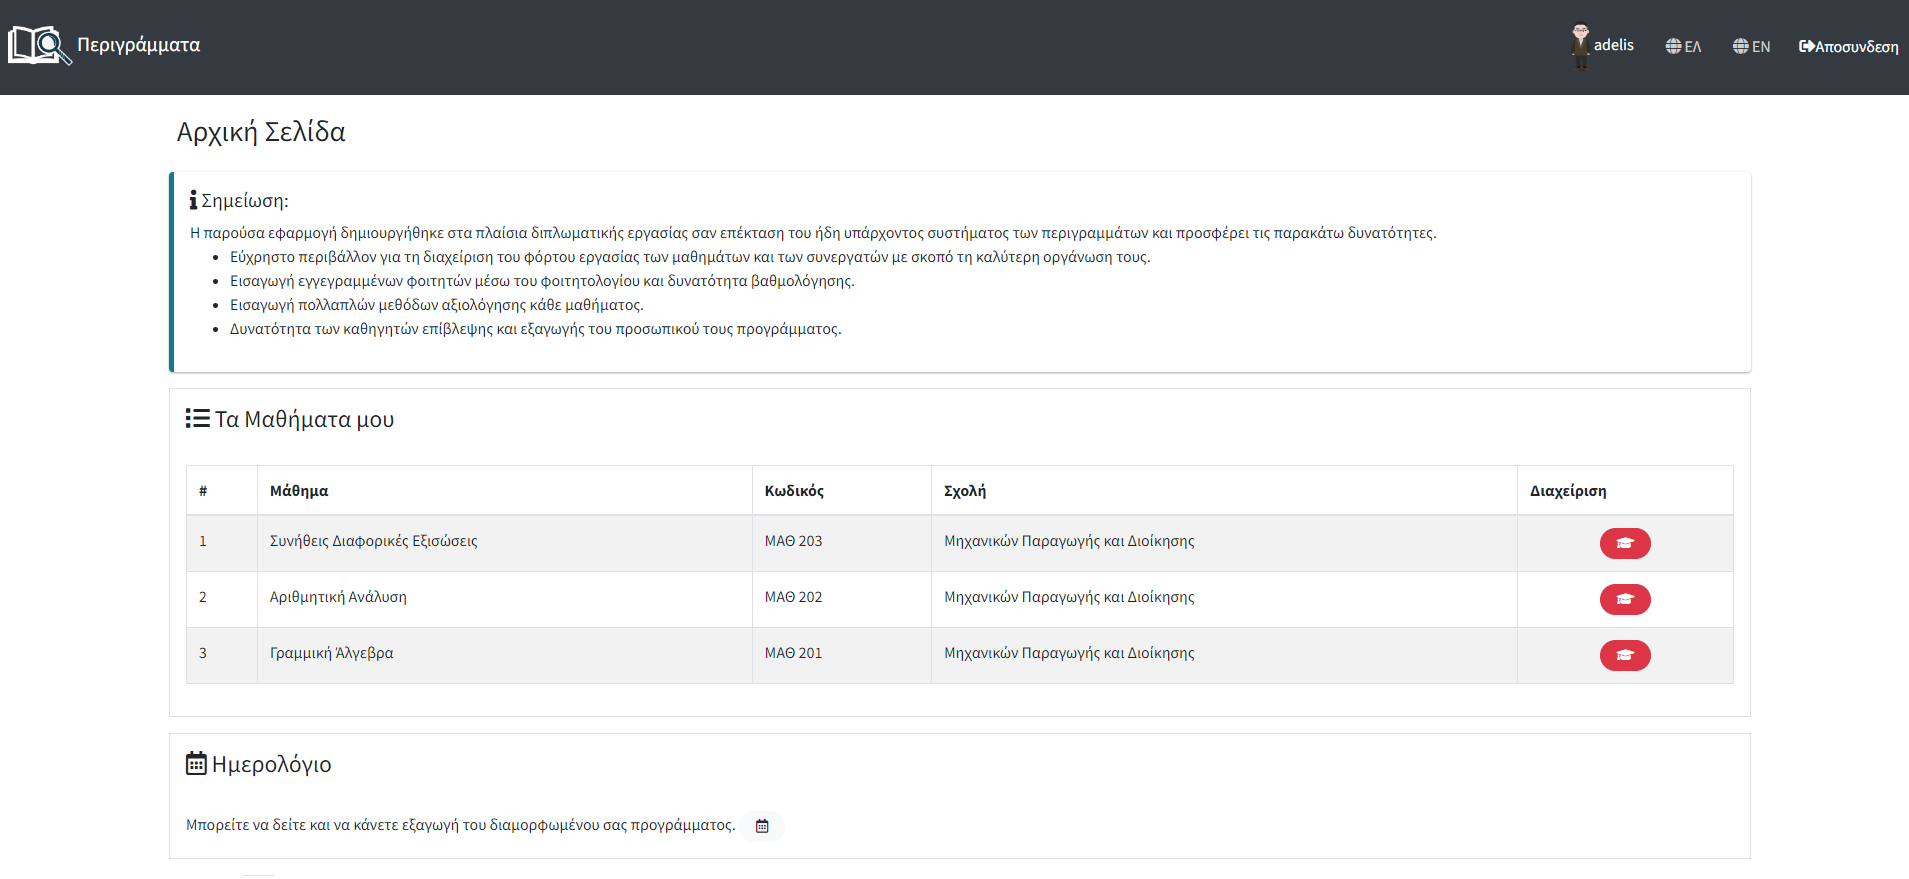 Περιγράμματα
adelis
ΕΛ
EN
Αποσυνδεση
Αρχική Σελίδα
Σημείωση:
Η παρούσα εφαρμογή δημιουργήθηκε στα πλαίσια διπλωματικής εργασίας σαν επέκταση του ήδη υπάρχοντος συστήματος των περιγραμμάτων και προσφέρει τις παρακάτω δυνατότητες.
• Εύχρηστο περιβάλλον για τη διαχείριση του φόρτου εργασίας των μαθημάτων και των συνεργατών με σκοπό τη καλύτερη οργάνωση τους.
• Εισαγωγή εγγεγραμμένων φοιτητών μέσω του φοιτητολογίου και δυνατότητα βαθμολόγησης.
• Εισαγωγή πολλαπλών μεθόδων αξιολόγησης κάθε μαθήματος.
• Δυνατότητα των καθηγητών επίβλεψης και εξαγωγής του προσωπικού τους προγράμματος.
Τα Μαθήματα μου
# Μάθημα Κωδικός Σχολή Διαχείριση
1 Συνήθεις Διαφορικές Εξισώσεις ΜΑΘ 203 Μηχανικών Παραγωγής και Διοίκησης
2 Αριθμητική Ανάλυση ΜΑΘ 202 Μηχανικών Παραγωγής και Διοίκησης
3 Γραμμική Άλγεβρα ΜΑΘ 201 Μηχανικών Παραγωγής και Διοίκησης
Ημερολόγιο
Μπορείτε να δείτε και να κάνετε εξαγωγή του διαμορφωμένου σας προγράμματος.